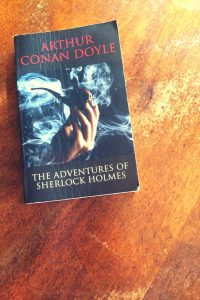 ARTHUR
CONAN DOYLE
THE ADVENTURES OF
SHERLOCK HOLMES